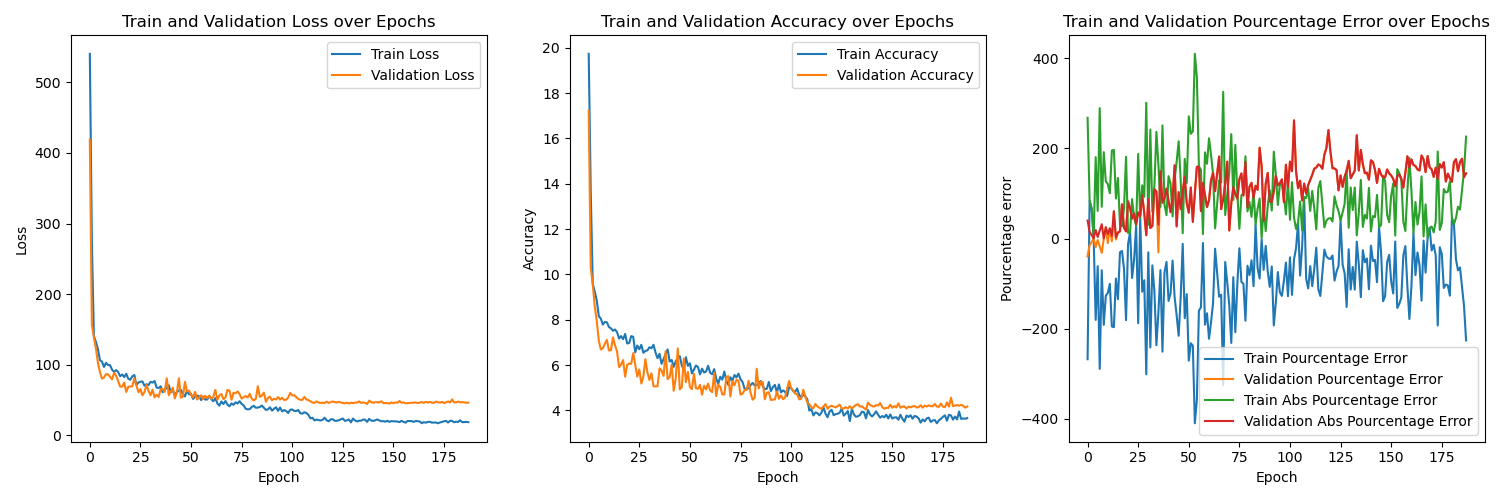 Train and Validation Loss over Epochs
Train Loss
Validation Loss
500
400
300
200
100
0
Loss
0 25 50 75 100 125 150 175
Epoch
Train and Validation Accuracy over Epochs
Train Accuracy
Validation Accuracy
20
18
16
14
12
10
8
6
4
Accuracy
0 25 50 75 100 125 150 175
Epoch
Train and Validation Pourcentage Error over Epochs
400
200
0
−200
−400
Pourcentage error
Train Pourcentage Error
Validation Pourcentage Error
Train Abs Pourcentage Error
Validation Abs Pourcentage Error
0 25 50 75 100 125 150 175
Epoch